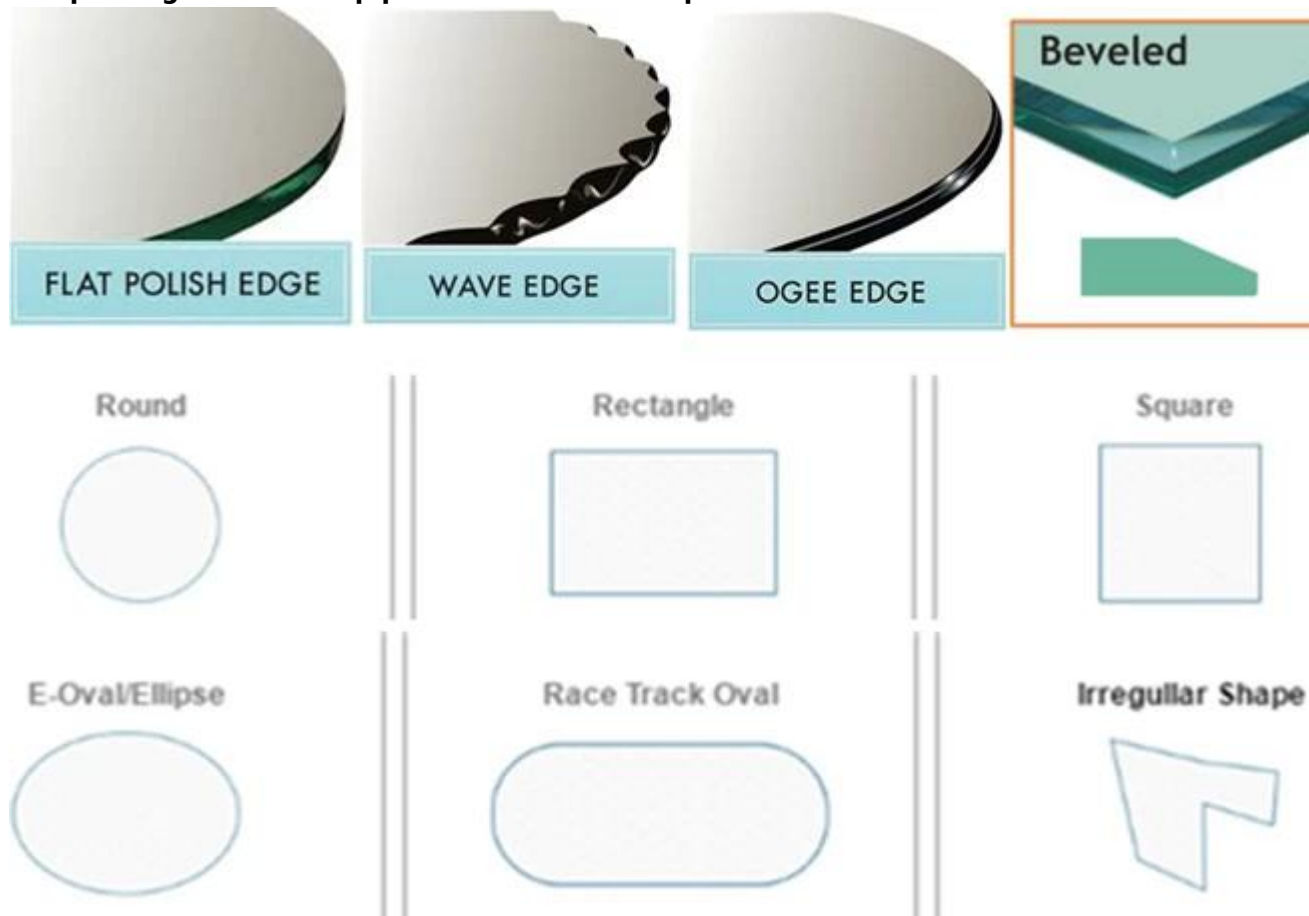 Beveled
FLAT POLISH EDGE
WAVE EDGE
OGEE EDGE
Round
Rectangle
Square
E-Oval/Ellipse
Race Track Oval
Irregullar Shape